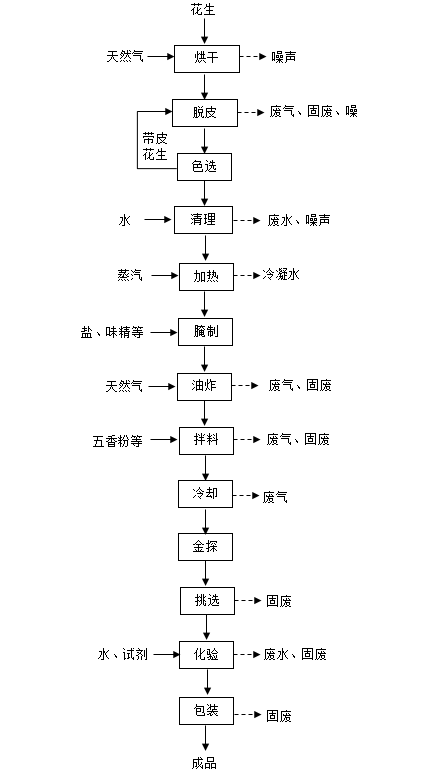 花生
天然气
烘干
噪声
脱皮
废气、固废、噪
带皮
花生
色选
水
清理
废水、噪声
蒸汽
加热
冷凝水
盐、味精等
腌制
天然气
油炸
废气、固废
五香粉等
拌料
废气、固废
冷却
废气
金探
挑选
固废
水、试剂
化验
废水、固废
包装
固废
成品